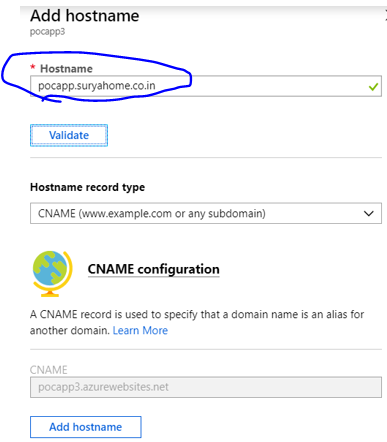 Add hostname
pocapp3
* Hostname
pocapp.suryahome.co.in
Validate
Hostname record type
CNAME (www.example.com or any subdomain)
CNAME configuration
A CNAME record is used to specify that a domain name is an alias for
another domain. Learn More
CNAME
pocapp3.azurewebsites.net
Add hostname